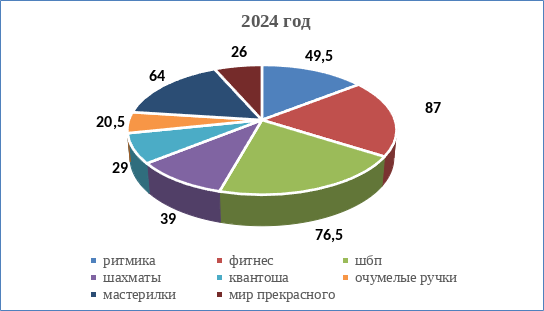 2024 год
26
49,5
64
87
20,5
29
39
76,5
ритмика фитнес шбп
шахматы квантоша очумелые ручки
мастерилки мир прекрасного